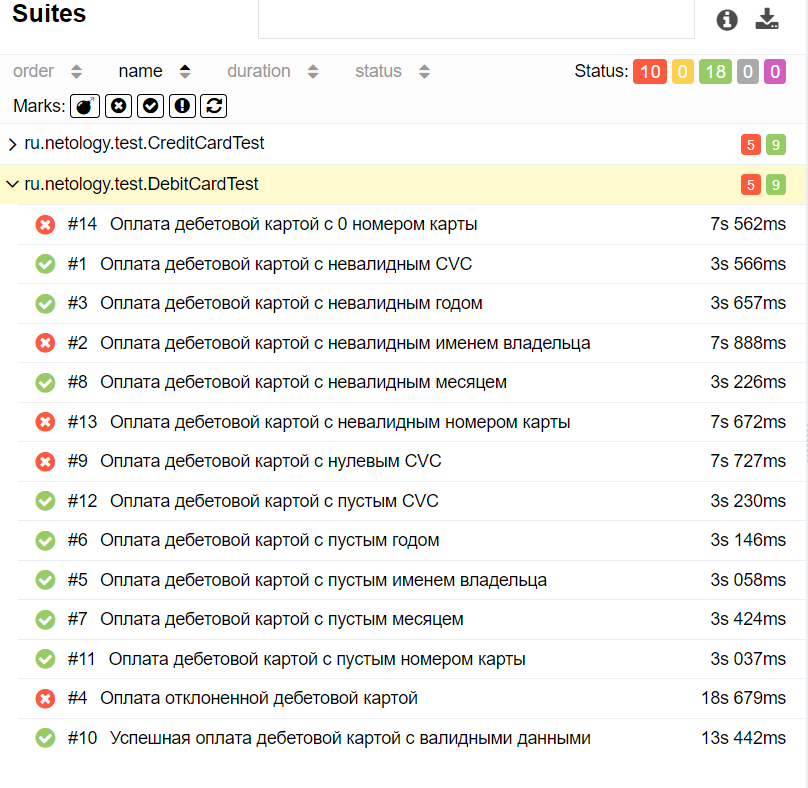 Suites
order name duration status Status: 10 0 18 0 0
Marks:
ru.netology.test.CreditCardTest 5 9
ru.netology.test.DebitCardTest 5 9
#14 Оплата дебетовой картой с 0 номером карты 7s 562ms
#1 Оплата дебетовой картой с невалидным CVC 3s 566ms
#3 Оплата дебетовой картой с невалидным годом 3s 657ms
#2 Оплата дебетовой картой с невалидным именем владельца 7s 888ms
#8 Оплата дебетовой картой с невалидным месяцем 3s 226ms
#13 Оплата дебетовой картой с невалидным номером карты 7s 672ms
#9 Оплата дебетовой картой с нулевым CVC 7s 727ms
#12 Оплата дебетовой картой с пустым CVC 3s 230ms
#6 Оплата дебетовой картой с пустым годом 3s 146ms
#5 Оплата дебетовой картой с пустым именем владельца 3s 058ms
#7 Оплата дебетовой картой с пустым месяцем 3s 424ms
#11 Оплата дебетовой картой с пустым номером карты 3s 037ms
#4 Оплата отклоненной дебетовой картой 18s 679ms
#10 Успешная оплата дебетовой картой с валидными данными 13s 442ms